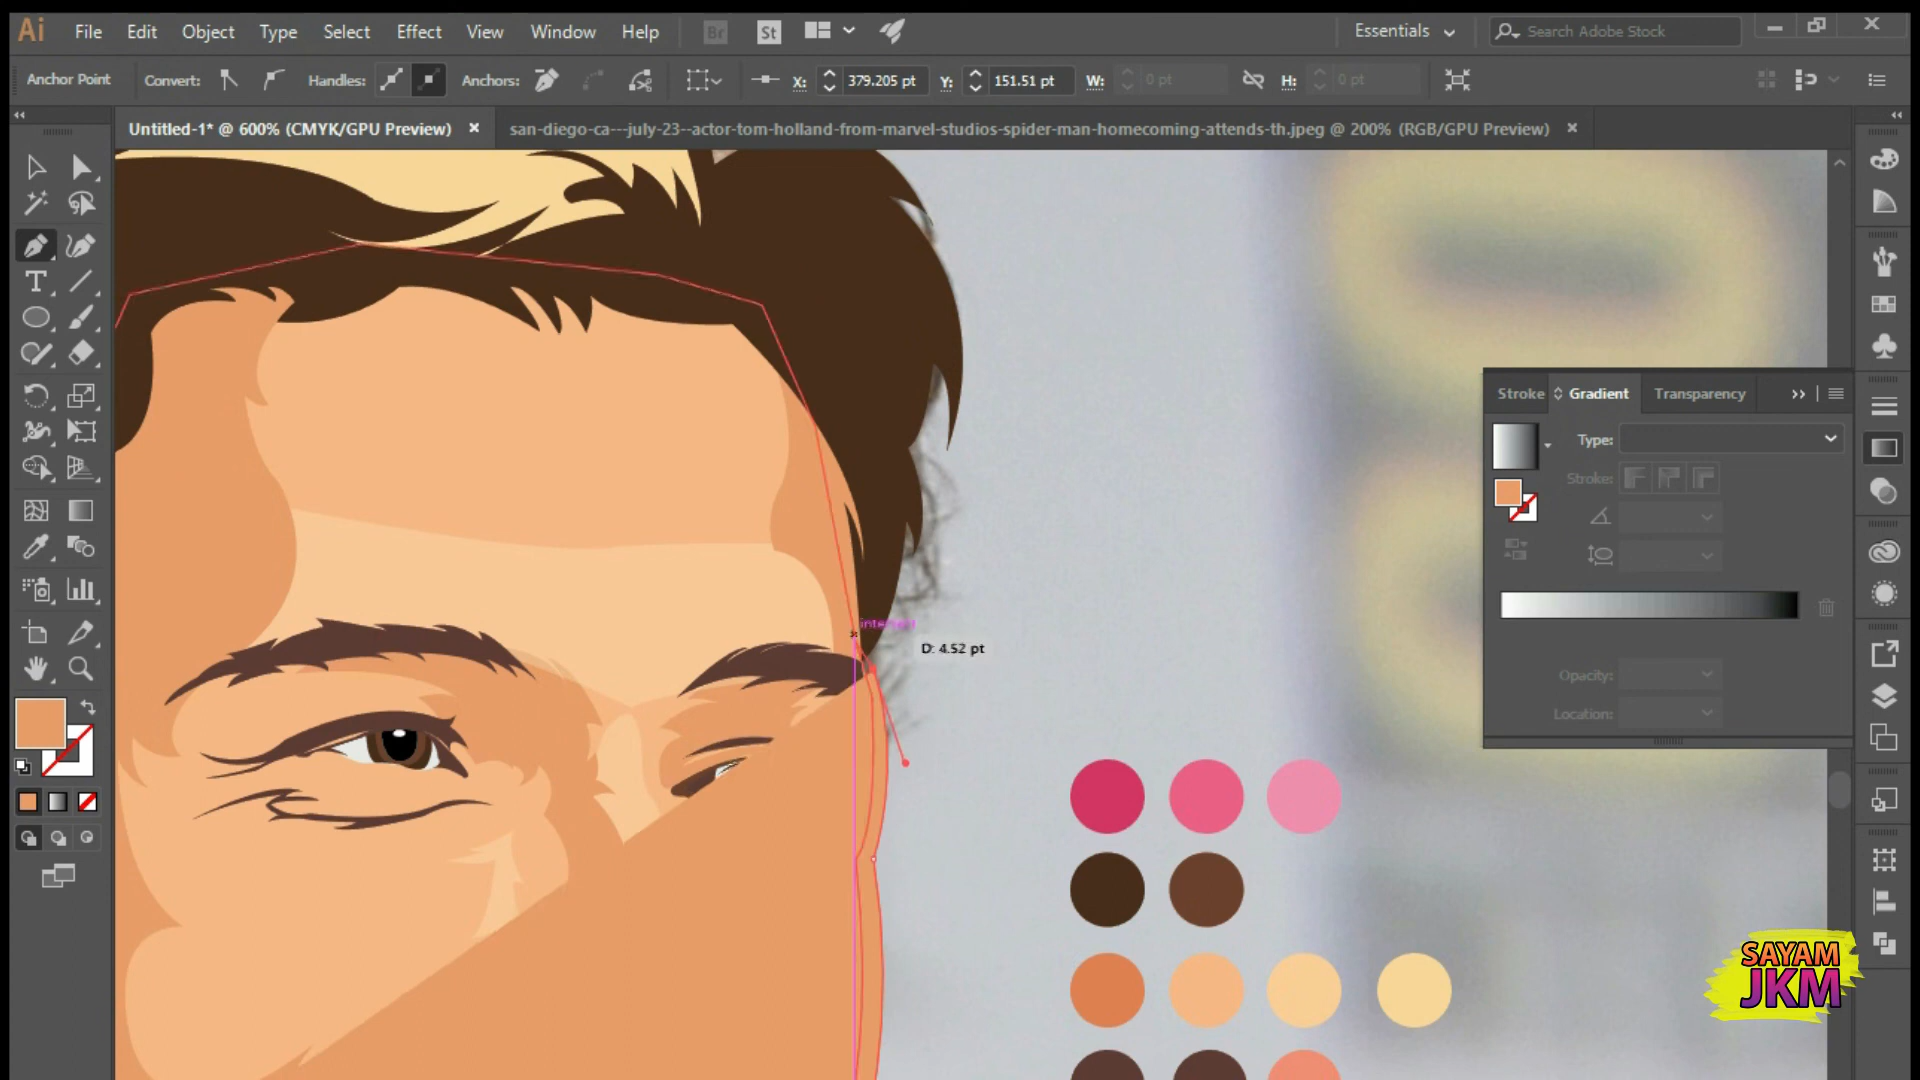 Ai File Edit Object Type Select Effect View Window Help Br St Essentials Search Adobe Stock
Anchor Point Convert: Handles: Anchors: X: 379.205 pt Y: 151.51 pt W: 0 pt H: 0 pt
Untitled-1* @ 600% (CMYK/GPU Preview) san-diego-ca---july-23--actor-tom-holland-from-marvel-studios-spider-man-homecoming-attends-th.jpeg @ 200% (RGB/GPU Preview)
Stroke Gradient Transparency
Type:
Stroke:
intersect
D: 4.52 pt
Opacity:
Location:
SAYAM
JKM